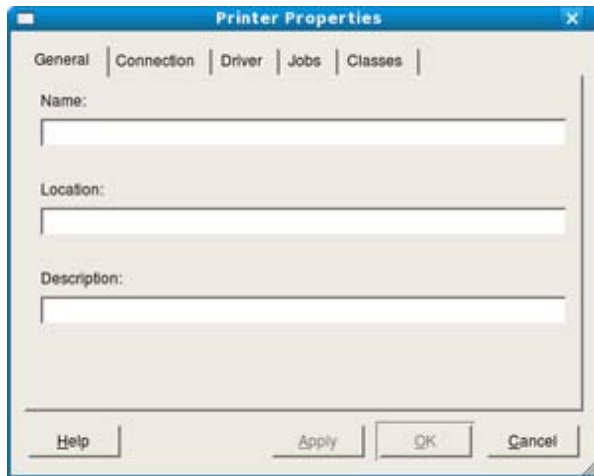 Printer Properties
General Connection Driver Jobs Classes
Name:
Location:
Description:
Help Apply OK Cancel